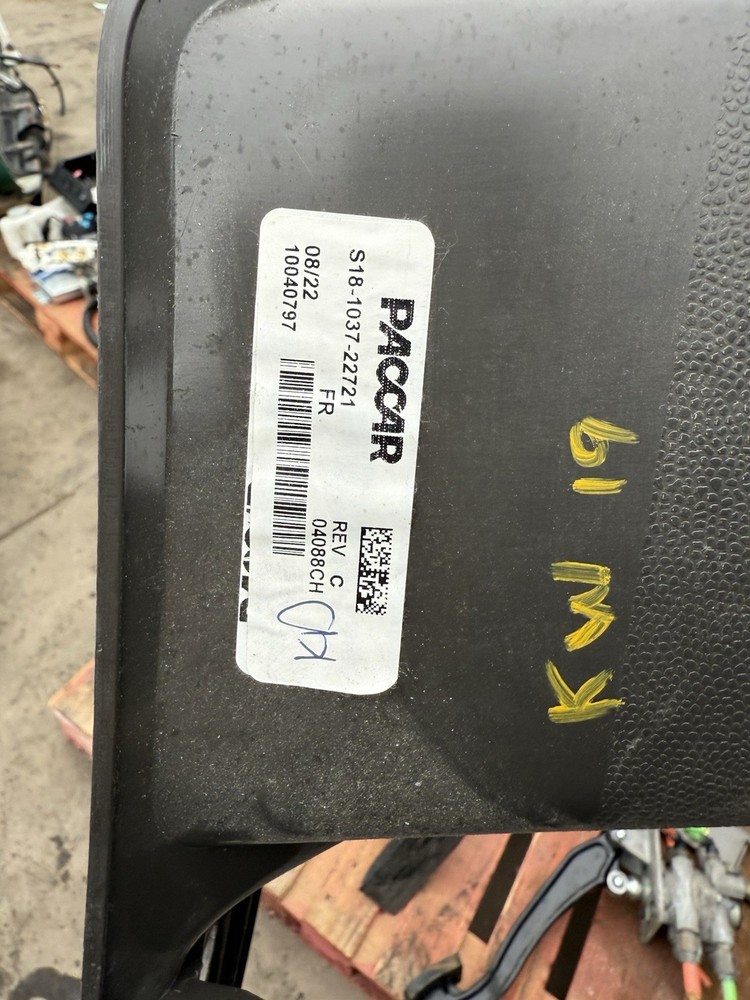 PACCAR
S18-1037-22721
FR
REV C
08/22
04088CH
10040797
KW 19